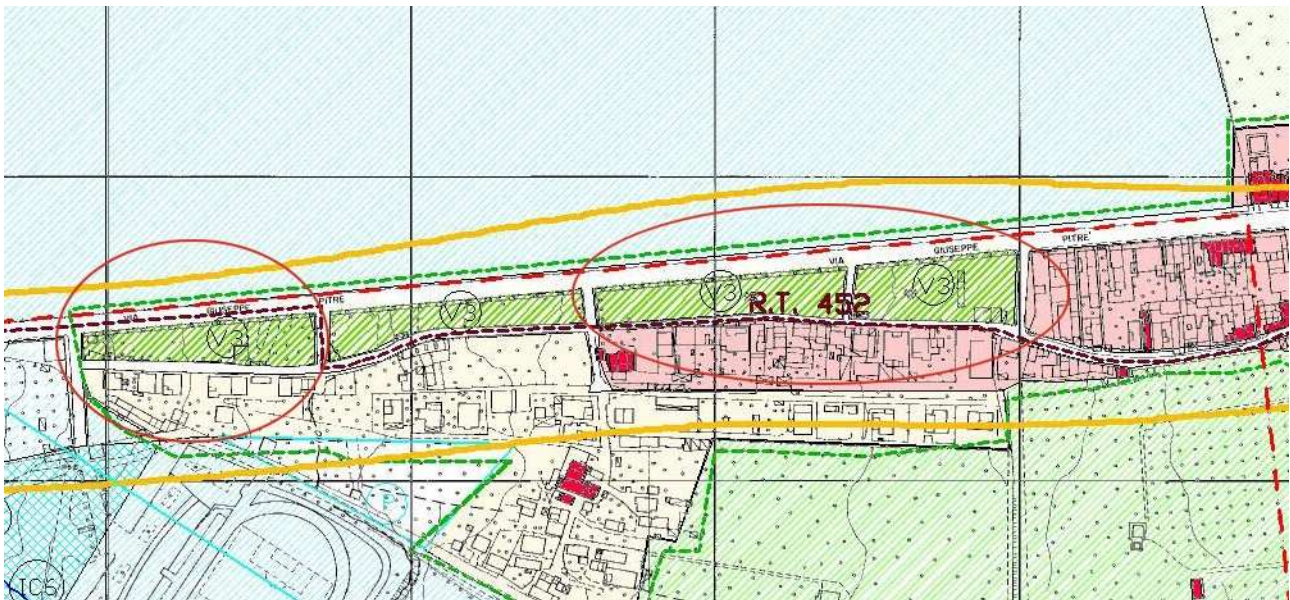 VIA GIUSEPPE PITRE'
VIA GIUSEPPE PITRE'
V3
V3
V3
V3
R.T. 452
P
IC6